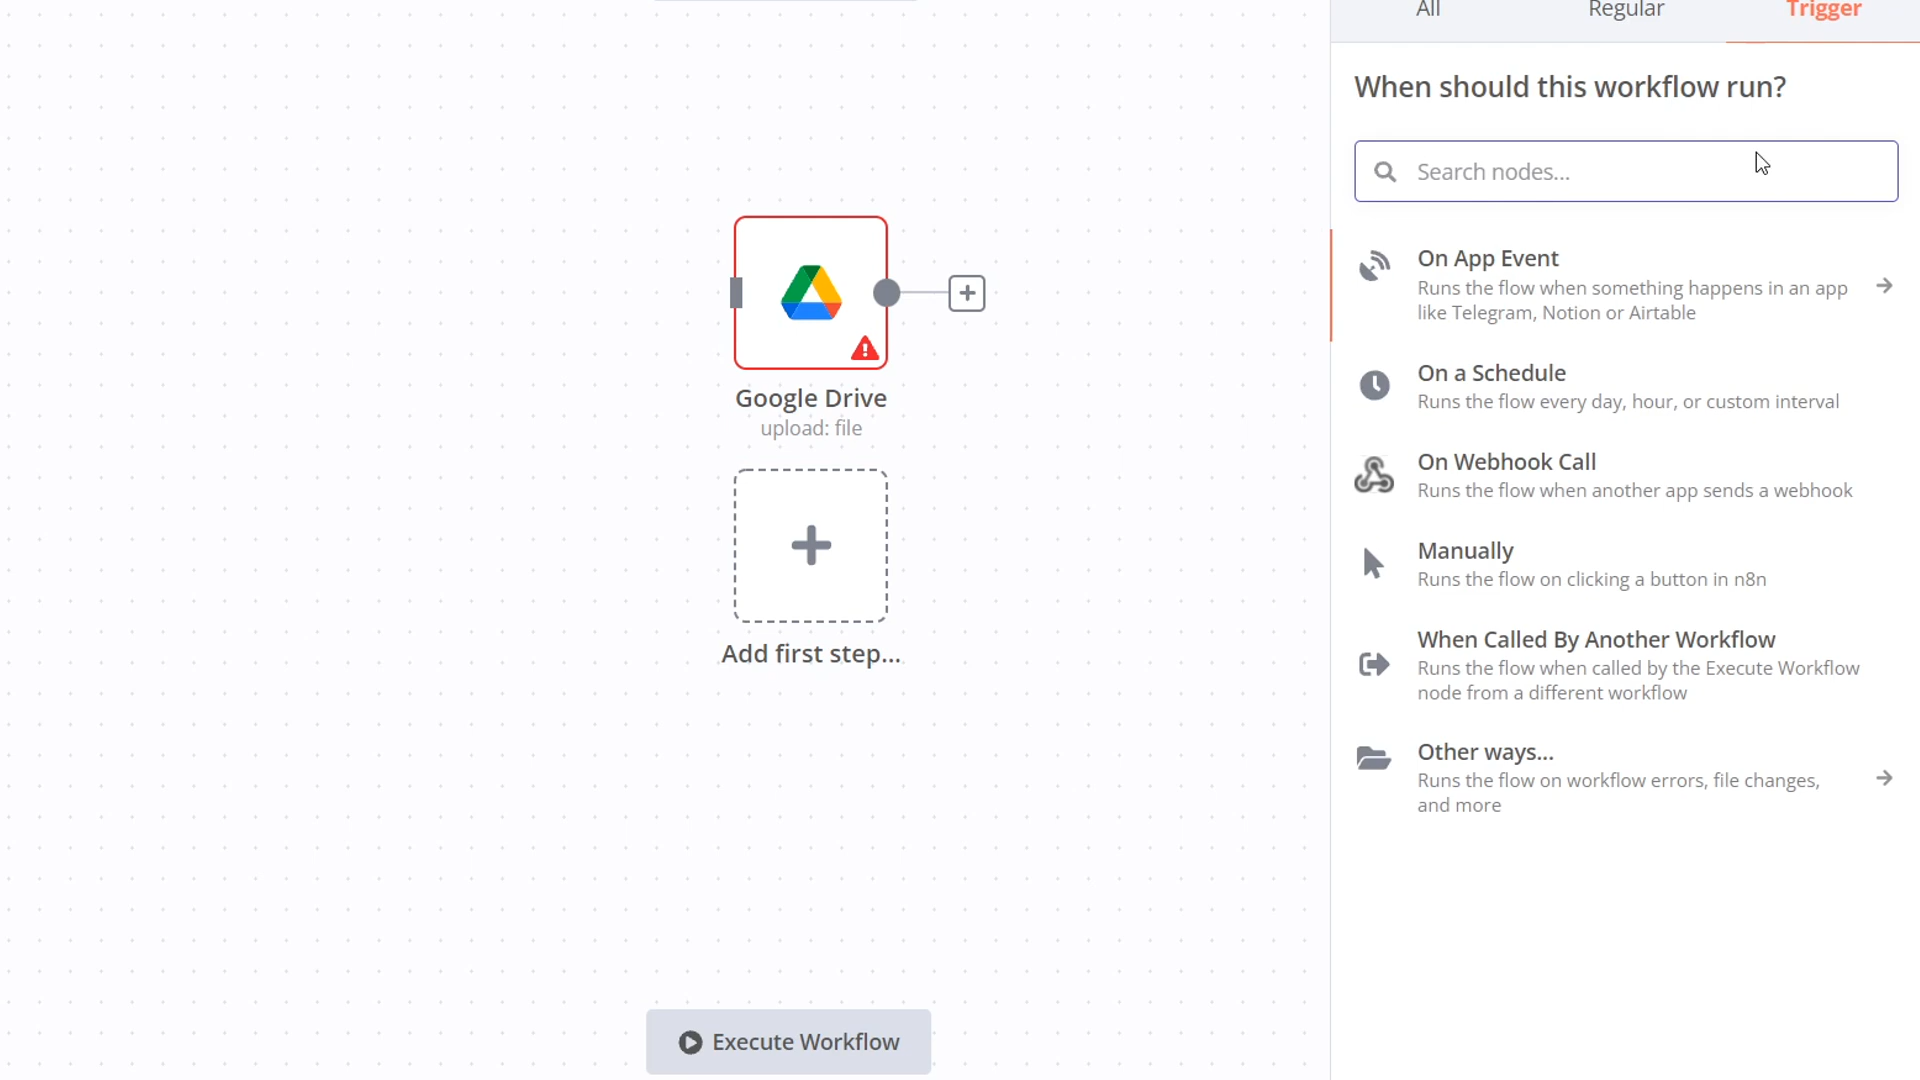 All
Regular
Trigger
When should this workflow run?
Search nodes...
On App Event
Runs the flow when something happens in an app
like Telegram, Notion or Airtable
On a Schedule
Runs the flow every day, hour, or custom interval
On Webhook Call
Runs the flow when another app sends a webhook
Manually
Runs the flow on clicking a button in n8n
When Called By Another Workflow
Runs the flow when called by the Execute Workflow
node from a different workflow
Other ways...
Runs the flow on workflow errors, file changes,
and more
Google Drive
upload: file
Add first step...
Execute Workflow